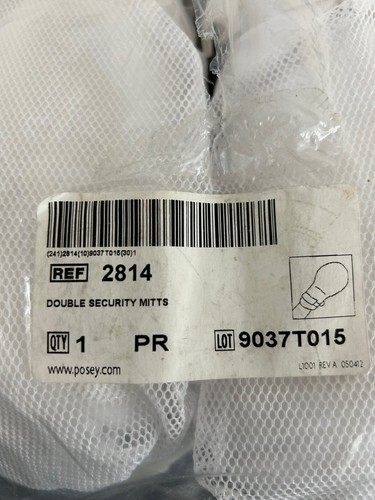 (241)2814(10)9037T015(30)1
REF 2814
DOUBLE SECURITY MITTS
QTY 1 PR LOT 9037T015
www.posey.com L1001 REV A 050412